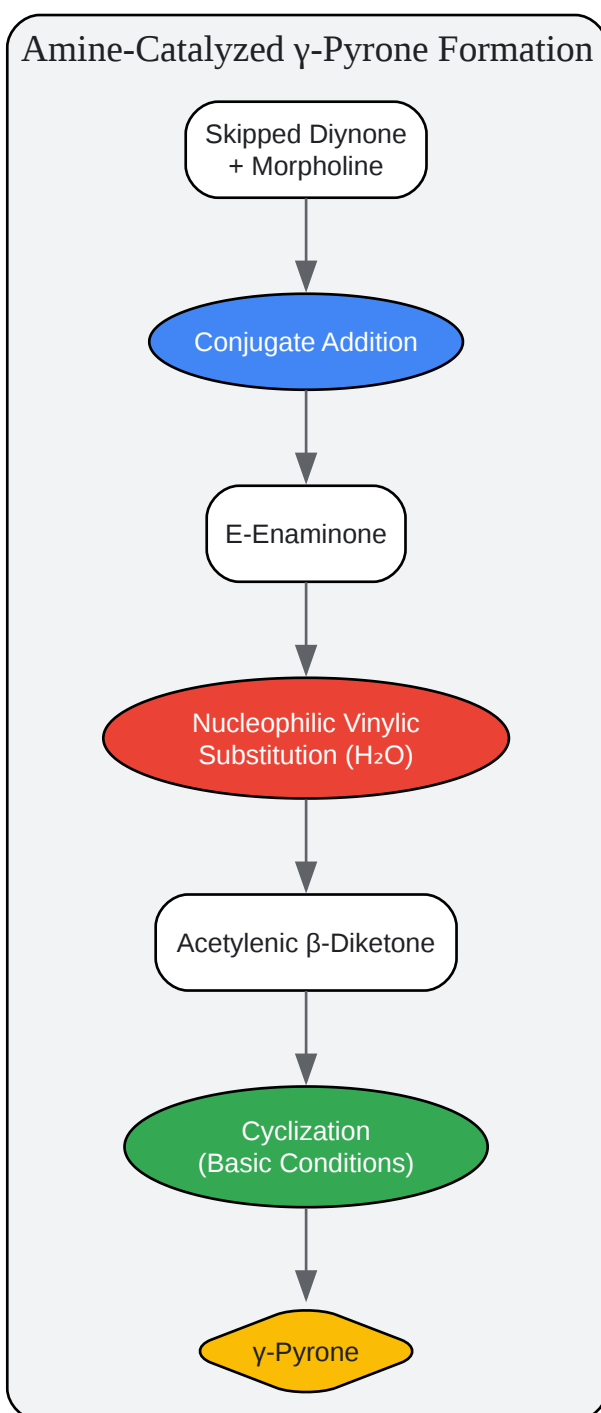 Amine-Catalyzed γ-Pyrone Formation
Skipped Diynone
+ Morpholine
Conjugate Addition
E-Enaminone
Nucleophilic Vinylic
Substitution (H₂O)
Acetylenic β-Diketone
Cyclization
(Basic Conditions)
γ-Pyrone